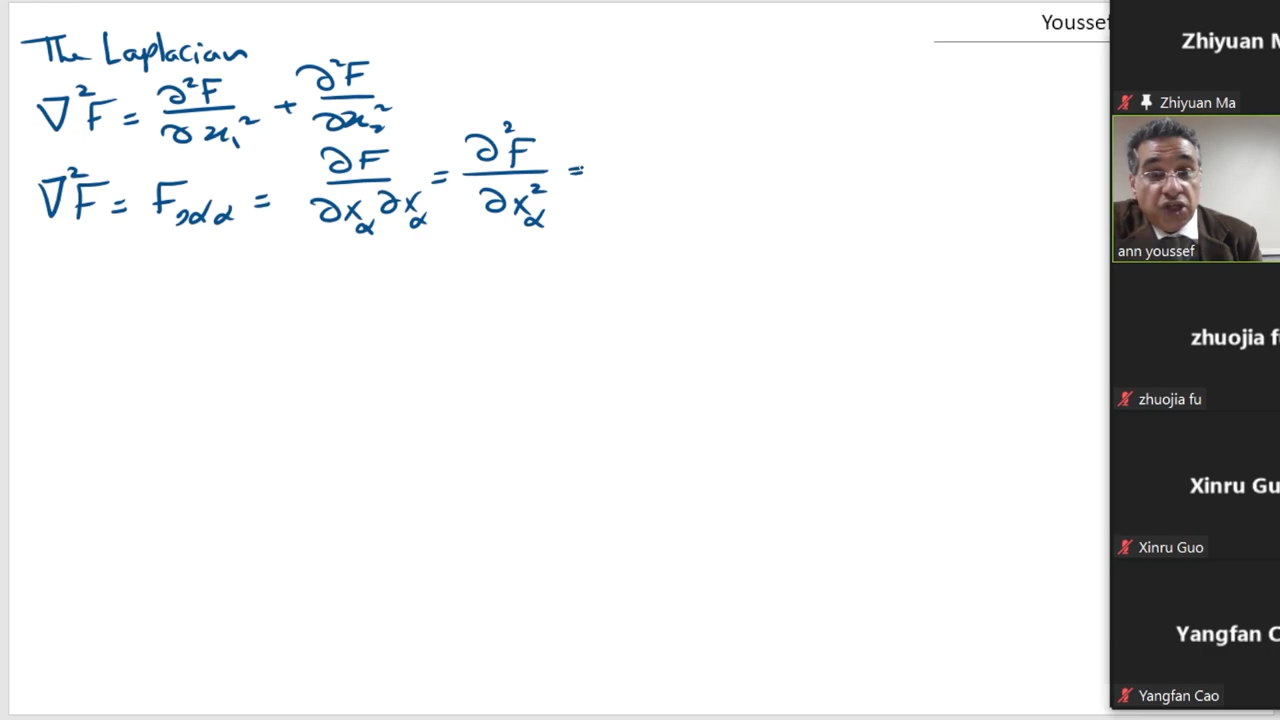 The Laplacian
∇²F = ∂²F/∂x₁² + ∂²F/∂x₂²
∇²F = F,αα = ∂F/∂x_α ∂x_α = ∂²F/∂x_α² =
Youssef
Zhiyuan M
Zhiyuan Ma
ann youssef
zhuojia f
zhuojia fu
Xinru Gu
Xinru Guo
Yangfan C
Yangfan Cao